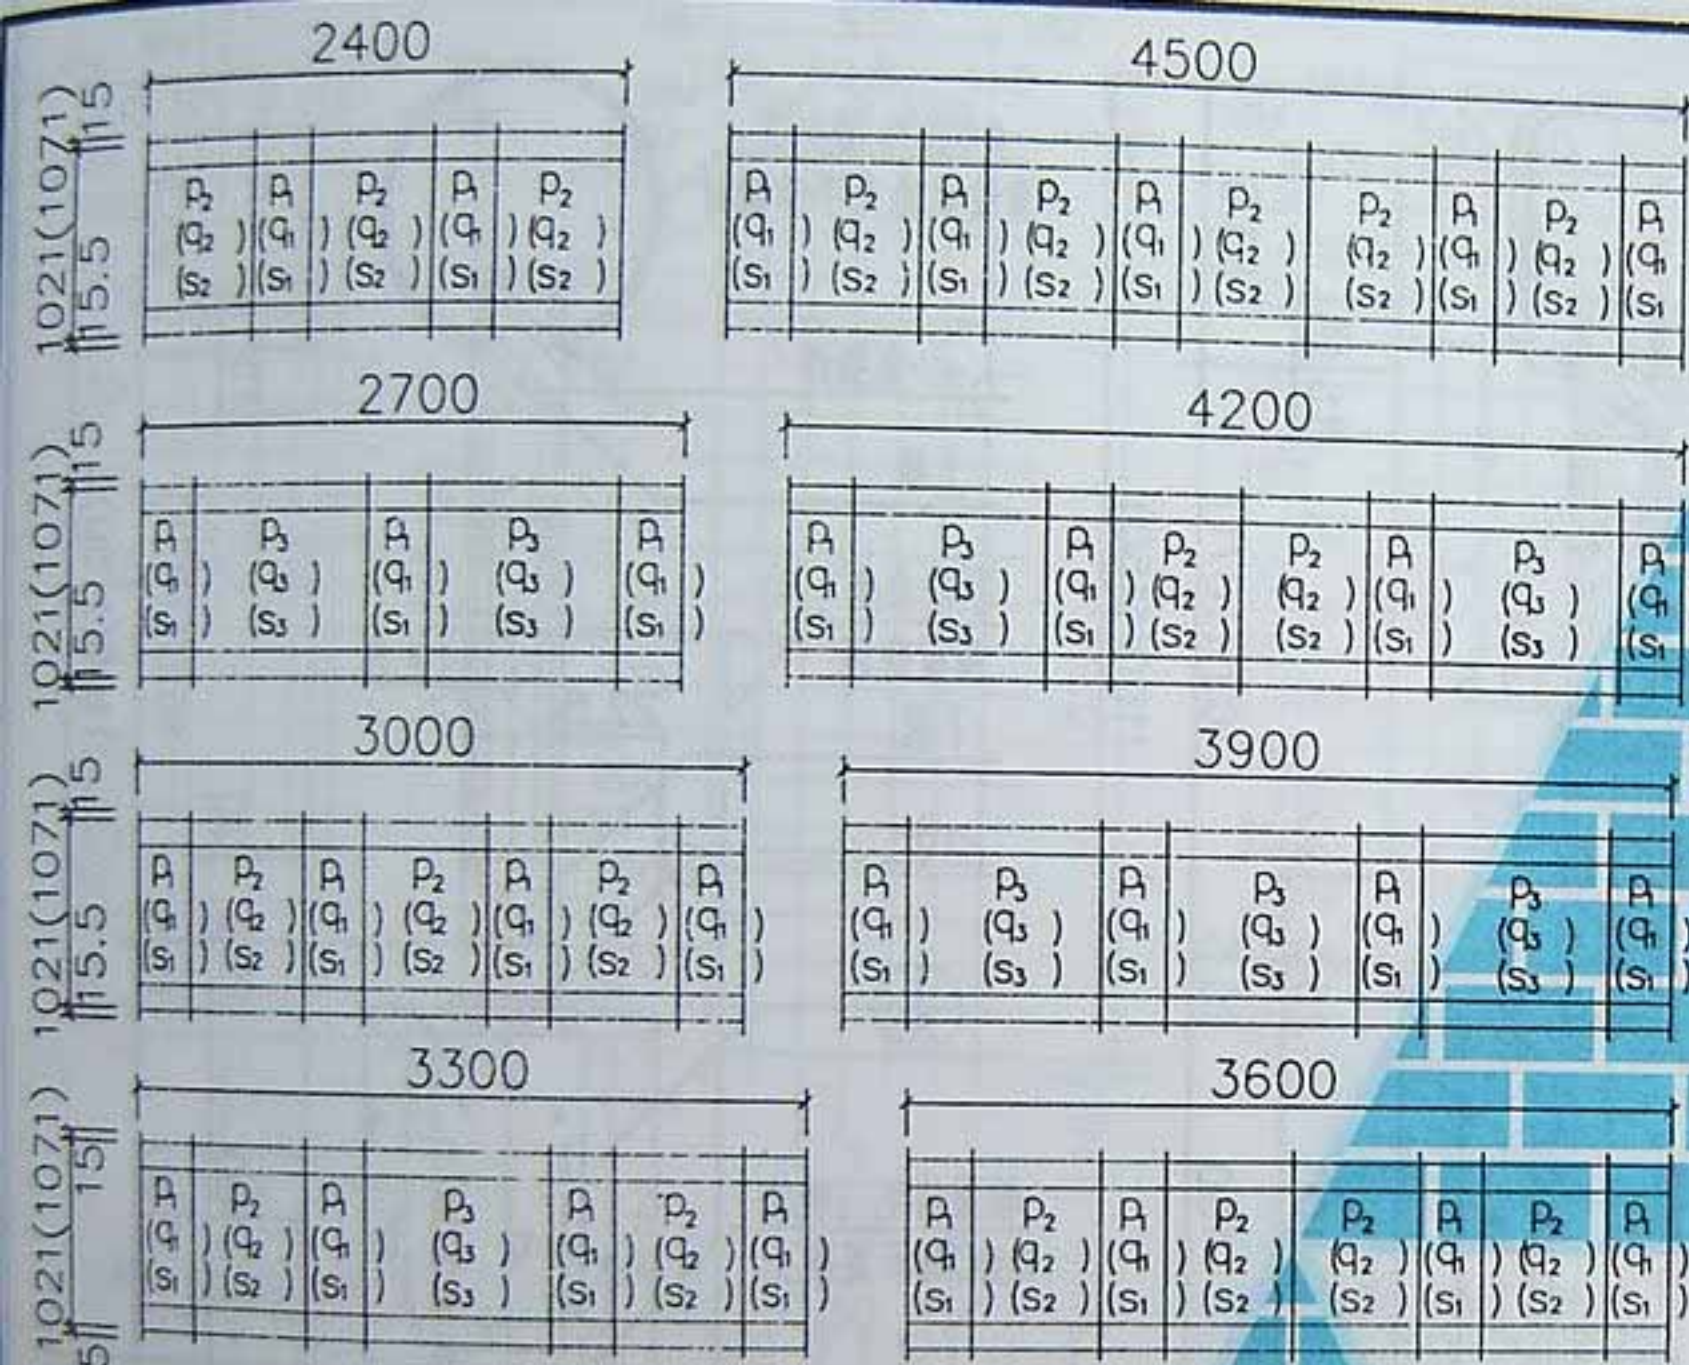 2400 4500
1021(1071)
15
15.5
P₂ P₁ P₂ P₁ P₂
(q₂) (q₁) (q₂) (q₁) (q₂)
(s₂) (s₁) (s₂) (s₁) (s₂)
P₁ P₂ P₁ P₂ P₁ P₂ P₂ P₁ P₂ P₁
(q₁) (q₂) (q₁) (q₂) (q₁) (q₂) (q₂) (q₁) (q₂) (q₁
(s₁) (s₂) (s₁) (s₂) (s₁) (s₂) (s₂) (s₁) (s₂) (s₁
2700 4200
1021(1071)
15
15.5
P₁ P₃ P₁ P₃ P₁
(q₁) (q₃) (q₁) (q₃) (q₁)
(s₁) (s₃) (s₁) (s₃) (s₁)
P₁ P₃ P₁ P₂ P₂ P₁ P₃ P₁
(q₁) (q₃) (q₁) (q₂) (q₂) (q₁) (q₃) (q₁
(s₁) (s₃) (s₁) (s₂) (s₂) (s₁) (s₃) (s₁
3000 3900
1021(1071)
15
15.5
P₁ P₂ P₁ P₂ P₁ P₂ P₁
(q₁) (q₂) (q₁) (q₂) (q₁) (q₂) (q₁)
(s₁) (s₂) (s₁) (s₂) (s₁) (s₂) (s₁)
P₁ P₃ P₁ P₃ P₁ P₃ P₁
(q₁) (q₃) (q₁) (q₃) (q₁) (q₃) (q₁)
(s₁) (s₃) (s₁) (s₃) (s₁) (s₃) (s₁)
3300 3600
1021(1071)
15
5
P₁ P₂ P₁ P₃ P₁ P₂ P₁
(q₁) (q₂) (q₁) (q₃) (q₁) (q₂) (q₁)
(s₁) (s₂) (s₁) (s₃) (s₁) (s₂) (s₁)
P₁ P₂ P₁ P₂ P₂ P₁ P₂ P₁
(q₁) (q₂) (q₁) (q₂) (q₂) (q₁) (q₂) (q₁)
(s₁) (s₂) (s₁) (s₂) (s₂) (s₁) (s₂) (s₁)